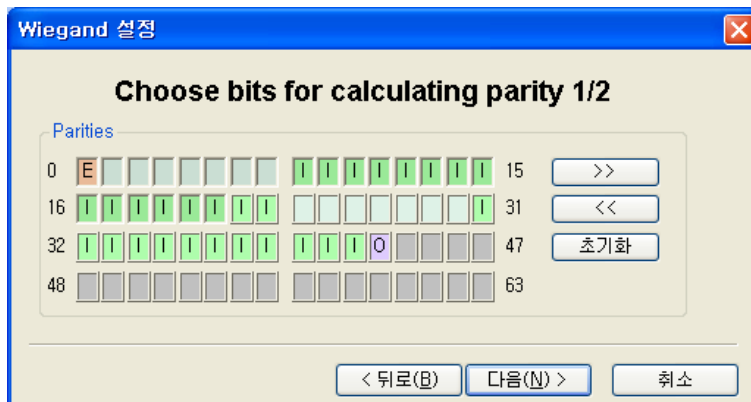 Wiegand 설정
Choose bits for calculating parity 1/2
Parities
0 E I I I I I I I I 15 >>
16 I I I I I I I I I 31 <<
32 I I I I I I I I I I I O 47 초기화
48 63
< 뒤로(B) 다음(N) > 취소